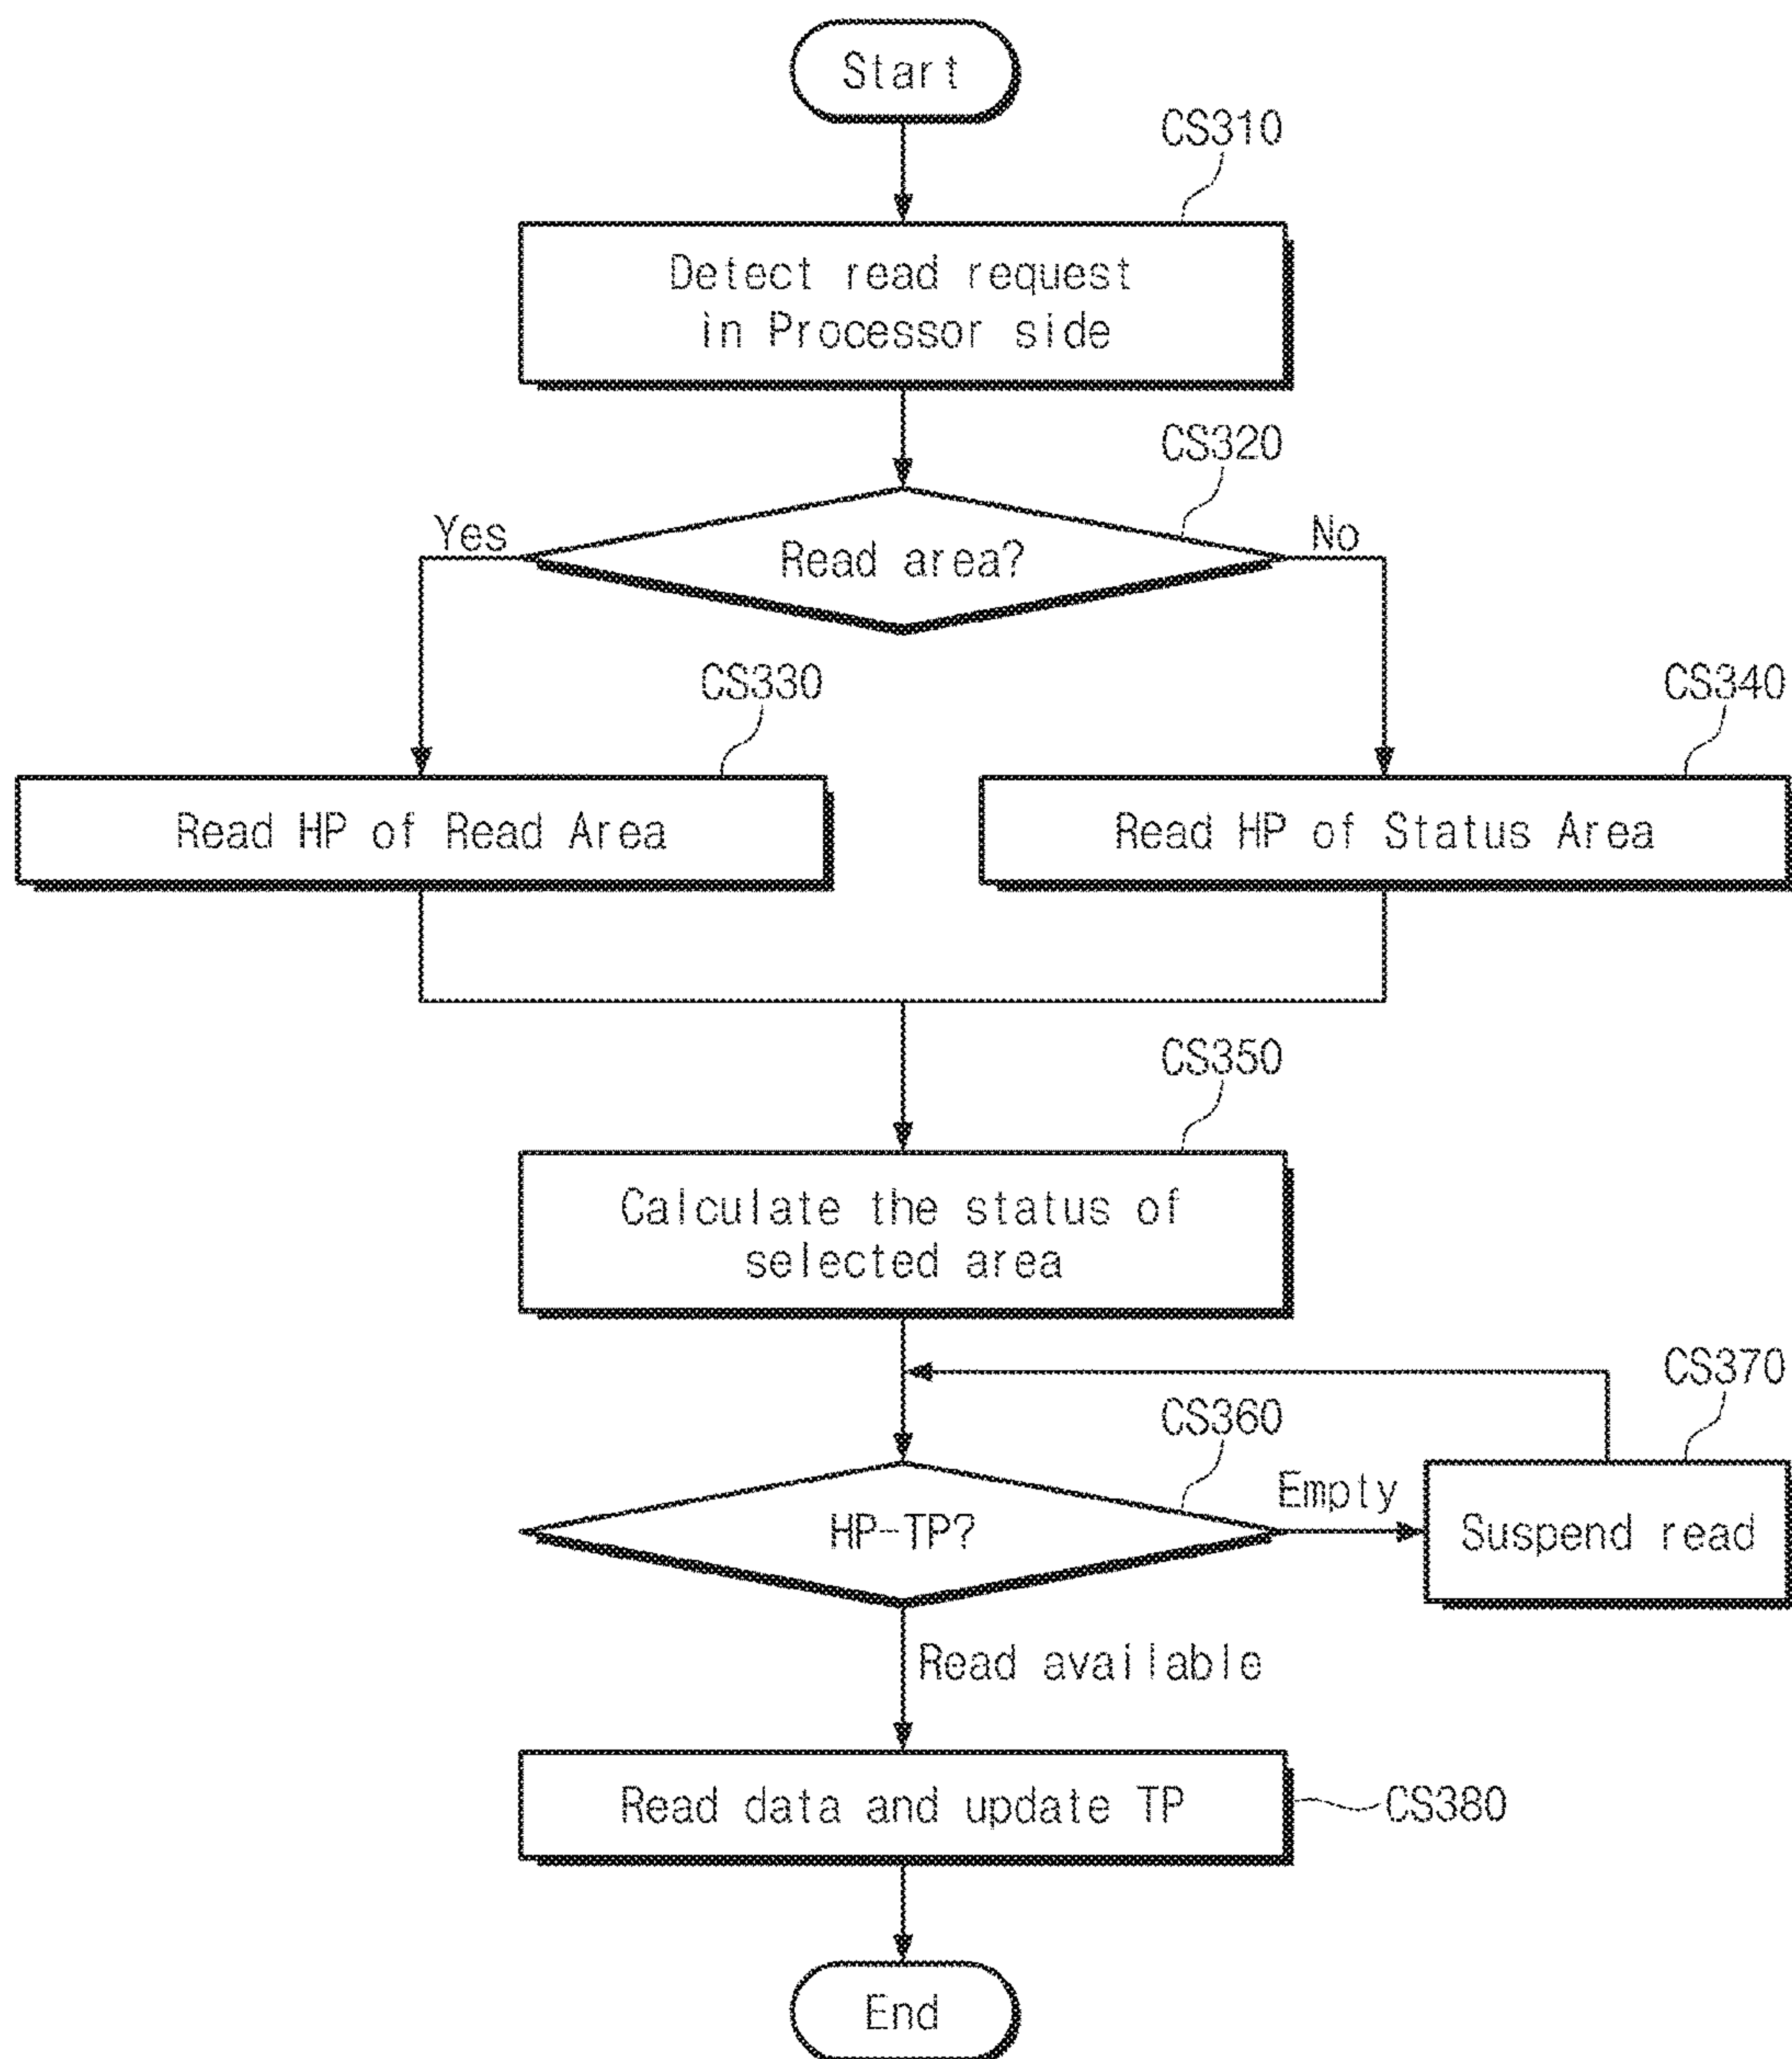 Start
CS310
Detect read request
in Processor side
CS320
Yes
Read area?
No
CS330
CS340
Read HP of Read Area
Read HP of Status Area
CS350
Calculate the status of
selected area
CS370
CS360
Empty
HP-TP?
Suspend read
Read available
Read data and update TP
CS380
End